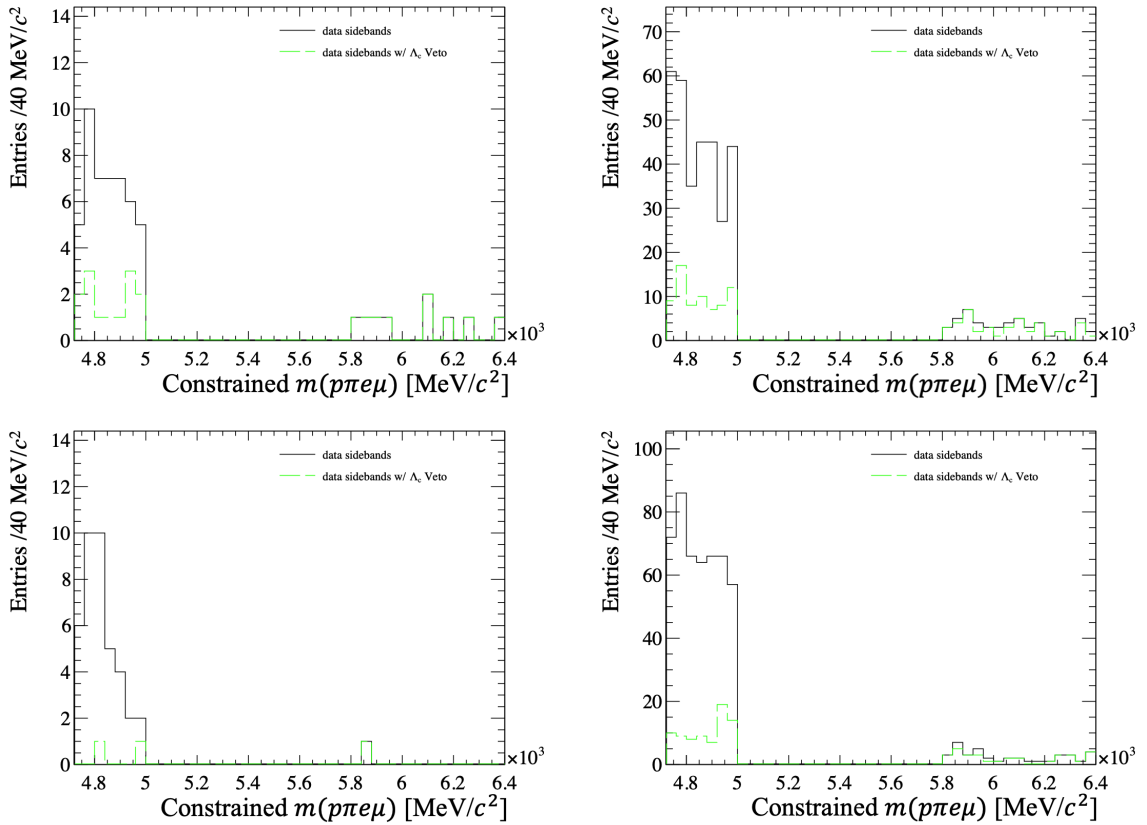 Entries /40 MeV/c²
14
12
10
8
6
4
2
0
data sidebands
data sidebands w/ Λc Veto
4.8 5 5.2 5.4 5.6 5.8 6 6.2 6.4
×10³
Constrained m(pπeμ) [MeV/c²]
Entries /40 MeV/c²
70
60
50
40
30
20
10
0
data sidebands
data sidebands w/ Λc Veto
4.8 5 5.2 5.4 5.6 5.8 6 6.2 6.4
×10³
Constrained m(pπeμ) [MeV/c²]
Entries /40 MeV/c²
14
12
10
8
6
4
2
0
data sidebands
data sidebands w/ Λc Veto
4.8 5 5.2 5.4 5.6 5.8 6 6.2 6.4
×10³
Constrained m(pπeμ) [MeV/c²]
Entries /40 MeV/c²
100
80
60
40
20
0
data sidebands
data sidebands w/ Λc Veto
4.8 5 5.2 5.4 5.6 5.8 6 6.2 6.4
×10³
Constrained m(pπeμ) [MeV/c²]